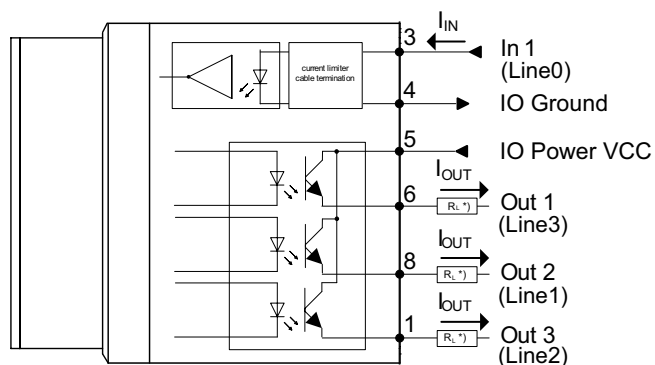 3
I_IN
In 1
(Line0)
current limiter
cable termination
4
IO Ground
5
IO Power VCC
I_OUT
6
R_L *)
Out 1
(Line3)
I_OUT
8
R_L *)
Out 2
(Line1)
I_OUT
1
R_L *)
Out 3
(Line2)